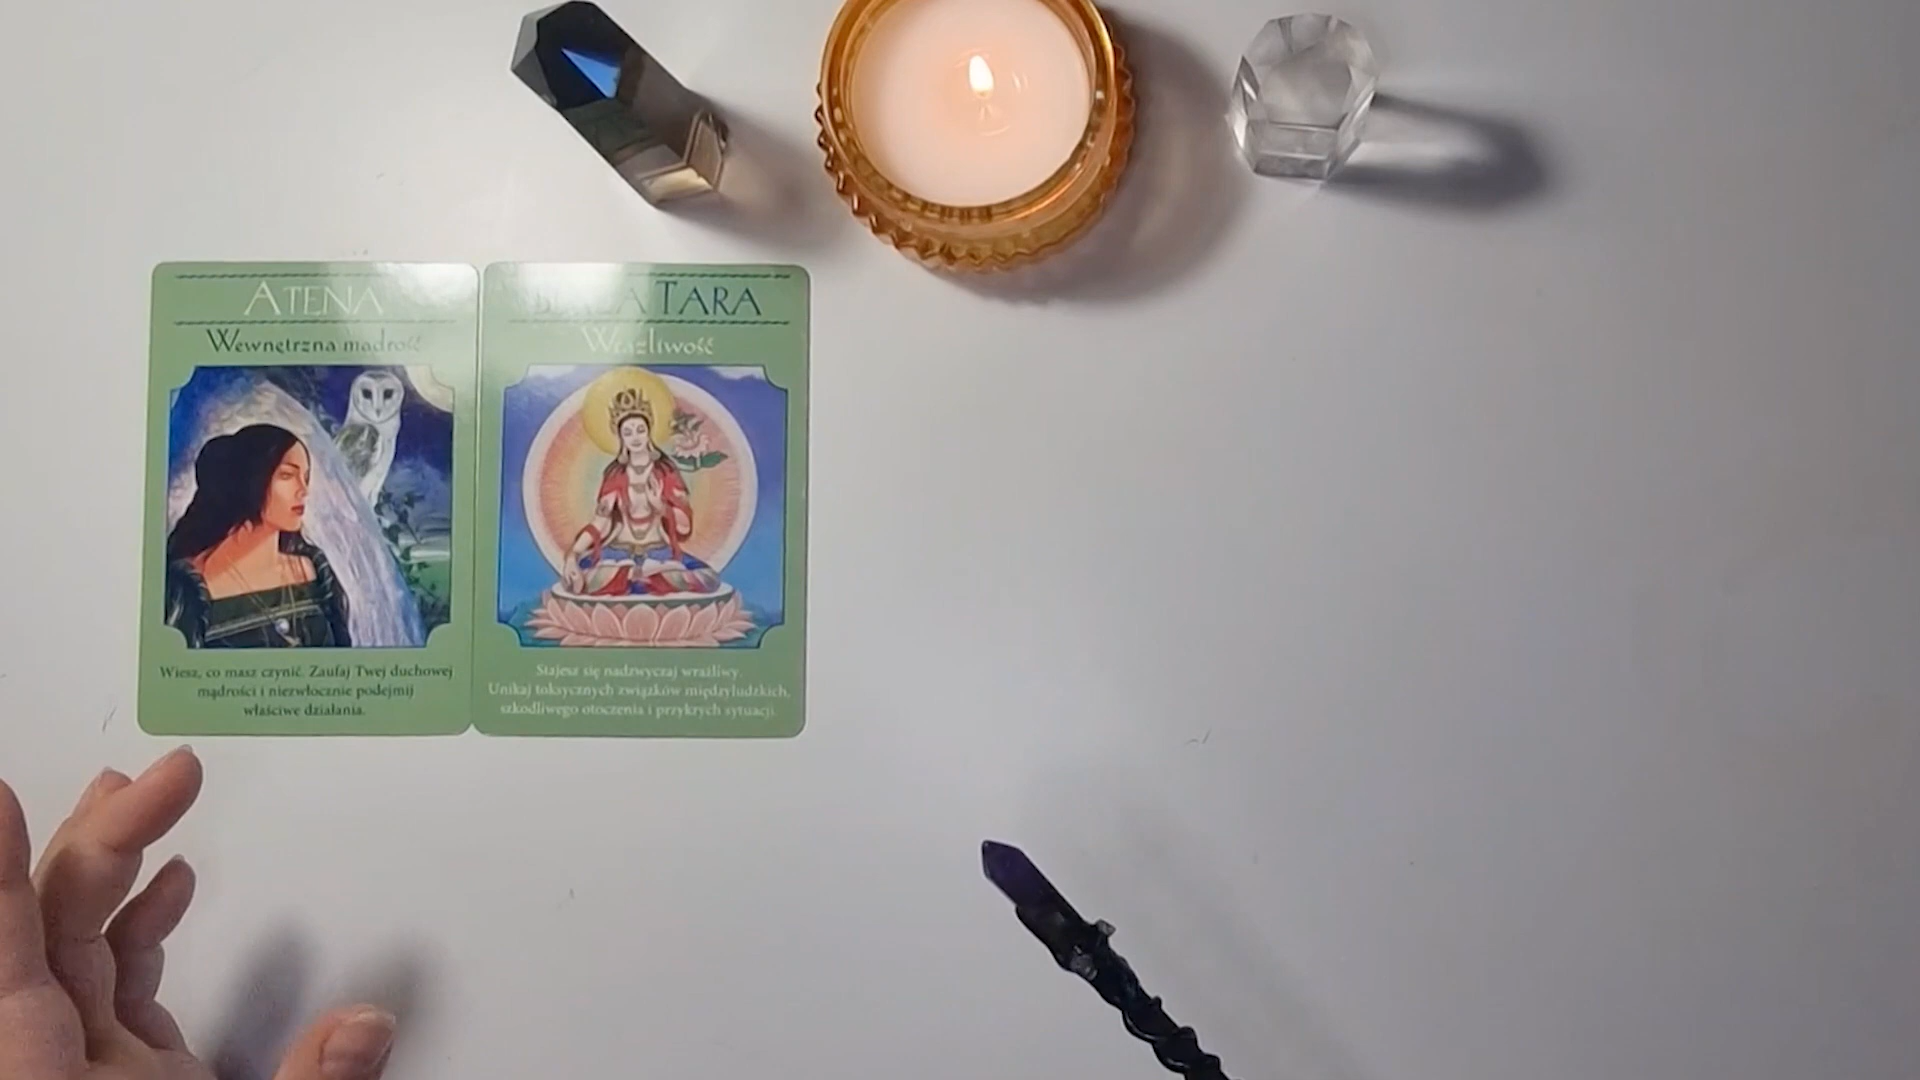 ATENA
Wewnętrzna mądrość
Wiesz, co masz czynić. Zaufaj Twej duchowej
mądrości i niezwłocznie podejmij
właściwe działania.
BIAŁA TARA
Wrażliwość
Stajesz się nadzwyczaj wrażliwy.
Unikaj toksycznych związków międzyludzkich,
szkodliwego otoczenia i przykrych sytuacji.